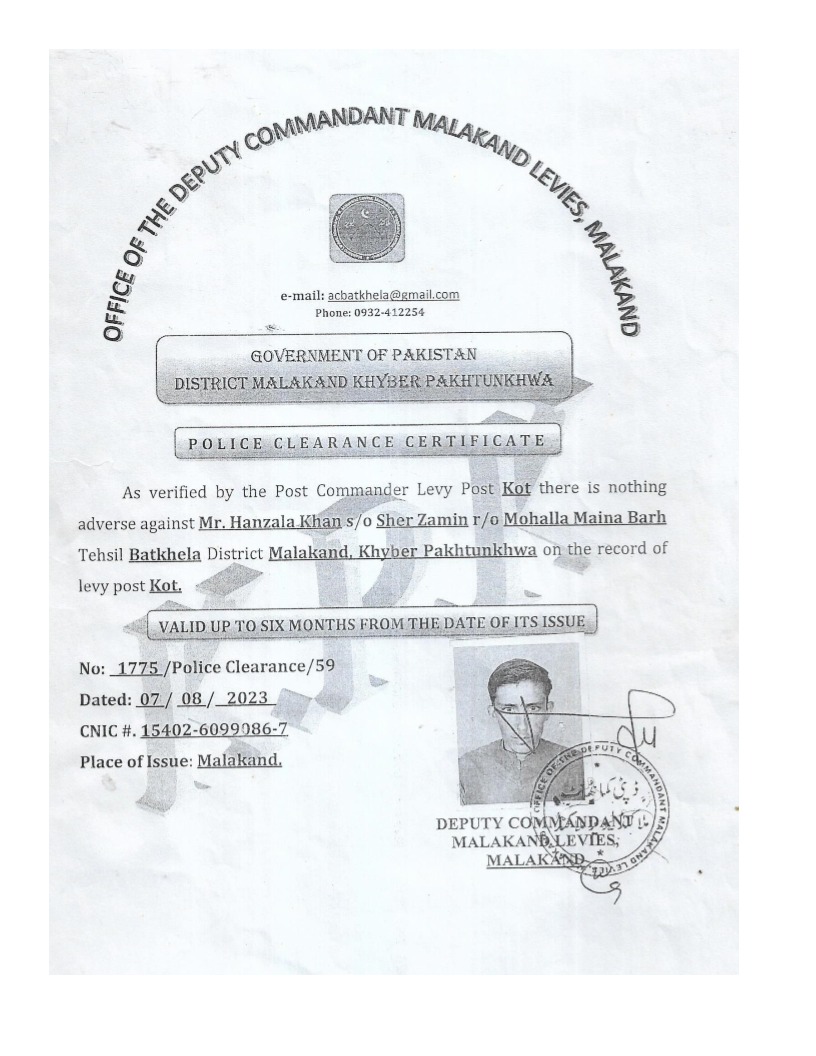 OFFICE OF THE DEPUTY COMMANDANT MALAKAND LEVIES, MALAKAND
e-mail: acbatkhela@gmail.com
Phone: 0932-412254
GOVERNMENT OF PAKISTAN
DISTRICT MALAKAND KHYBER PAKHTUNKHWA
POLICE CLEARANCE CERTIFICATE
As verified by the Post Commander Levy Post Kot there is nothing
adverse against Mr. Hanzala Khan s/o Sher Zamin r/o Mohalla Maina Barh
Tehsil Batkhela District Malakand, Khyber Pakhtunkhwa on the record of
levy post Kot.
VALID UP TO SIX MONTHS FROM THE DATE OF ITS ISSUE
No: 1775 /Police Clearance/59
Dated: 07 / 08 / 2023
CNIC #. 15402-6099086-7
Place of Issue: Malakand.
OFFICE OF THE DEPUTY COMMANDANT MALAKAND LEVIES, MALAKAND
ڈپٹی کمانڈنٹ
DEPUTY COMMANDANT
MALAKAND LEVIES,
MALAKAND